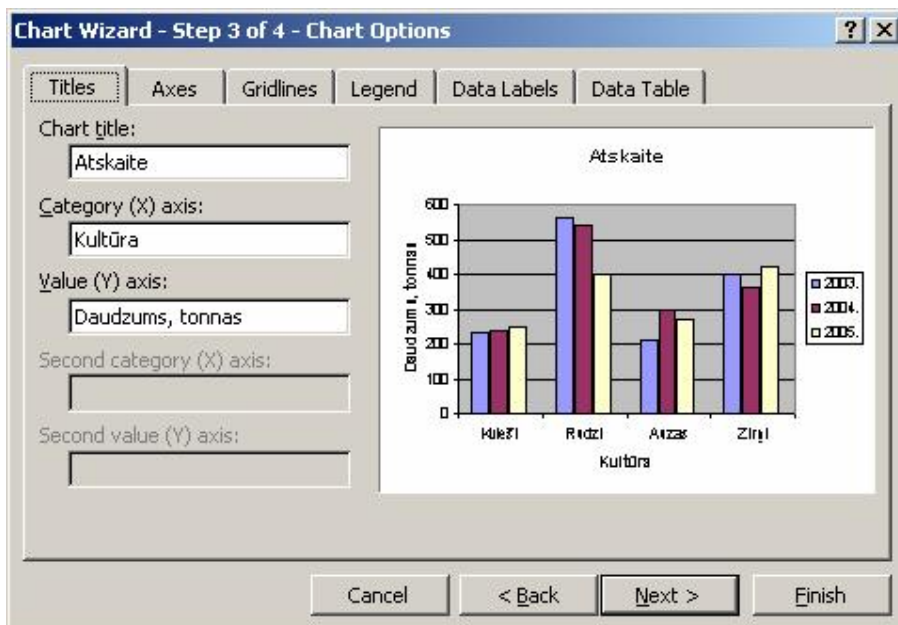 Chart Wizard - Step 3 of 4 - Chart Options
Titles
Axes
Gridlines
Legend
Data Labels
Data Table
Chart title:
Atskaite
Category (X) axis:
Kultūra
Value (Y) axis:
Daudzums, tonnas
Second category (X) axis:
Second value (Y) axis:
Atskaite
600
500
400
300
200
100
0
Daudzums, tonnas
Kvieši
Rudzi
Auzas
Zirņi
Kultūra
2003.
2004.
2005.
Cancel
< Back
Next >
Finish